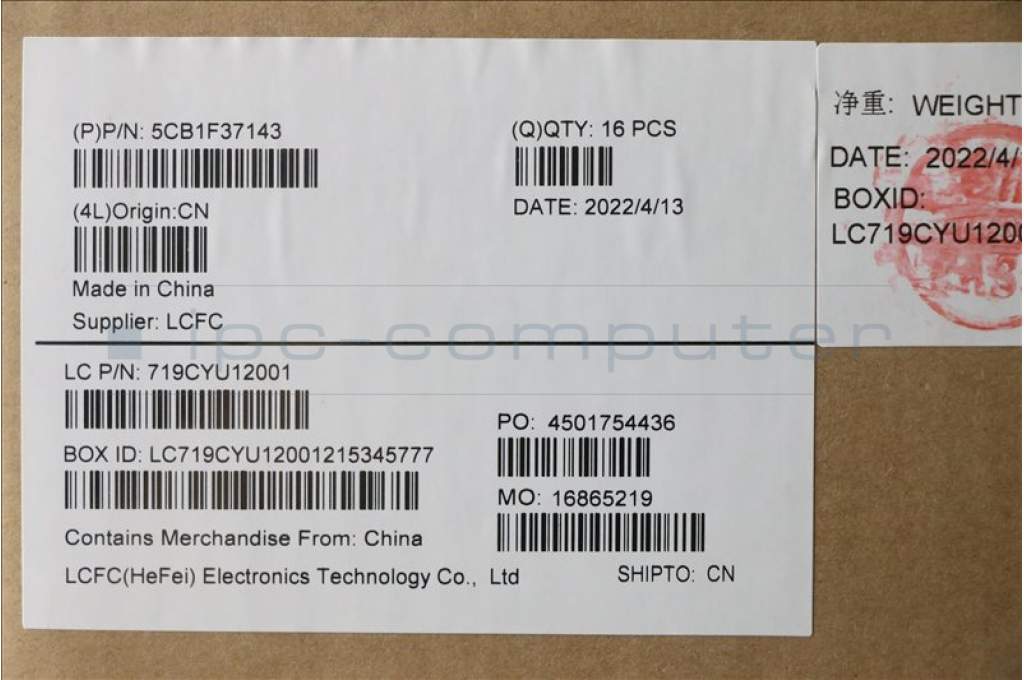 (P)P/N: 5CB1F37143
(Q)QTY: 16 PCS
(4L)Origin:CN
DATE: 2022/4/13
Made in China
Supplier: LCFC
ipc-computer
LC P/N: 719CYU12001
PO: 4501754436
BOX ID: LC719CYU12001215345777
MO: 16865219
Contains Merchandise From: China
LCFC(HeFei) Electronics Technology Co., Ltd
SHIPTO: CN
净重: WEIGHT
DATE: 2022/4/
BOXID:
LC719CYU1200